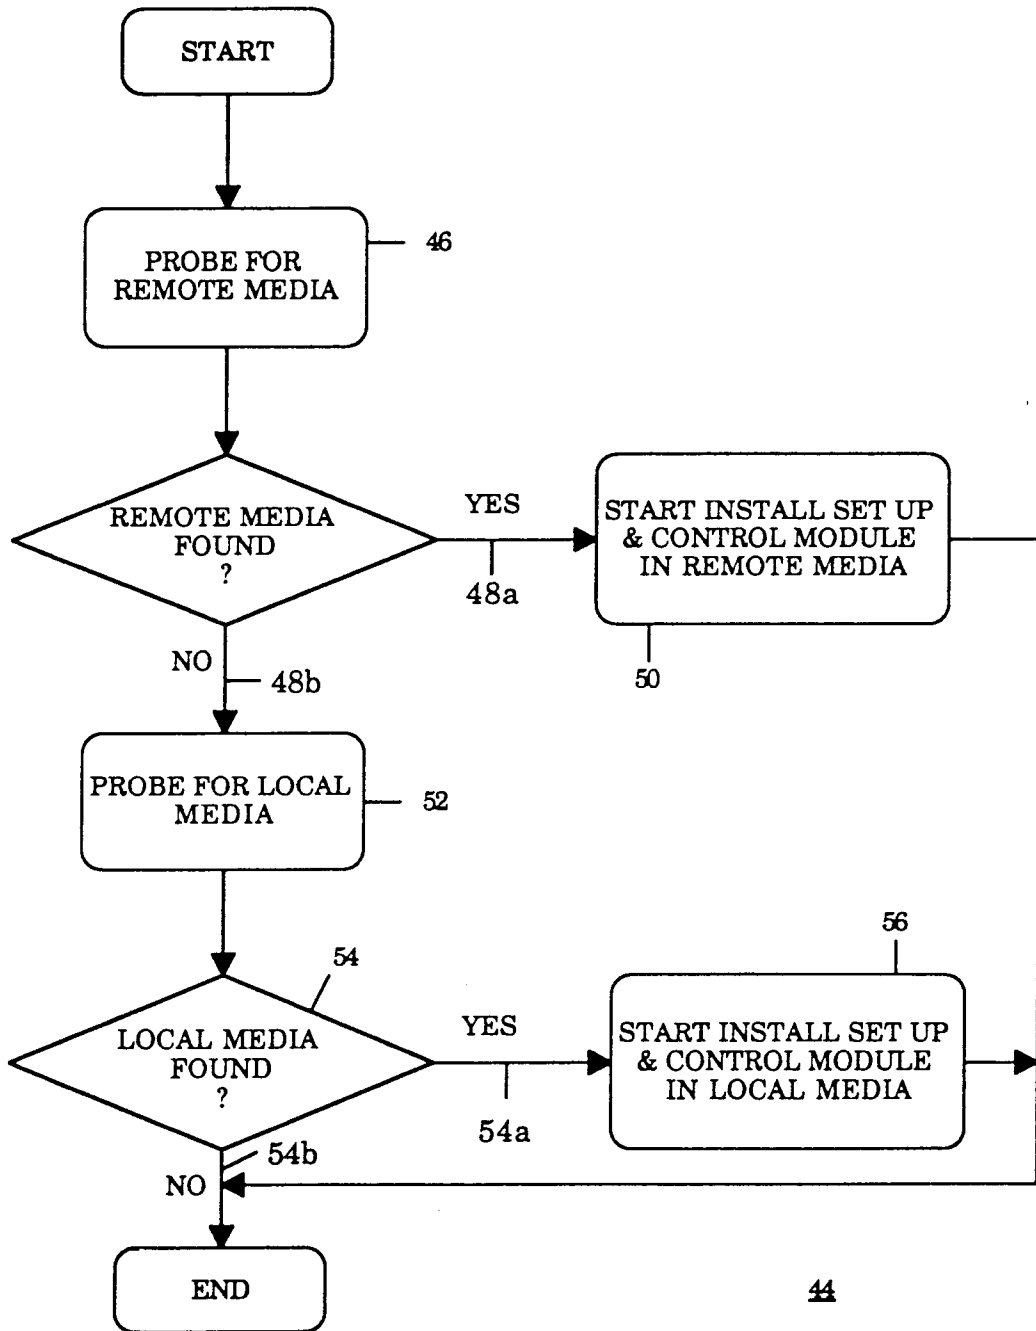 START
PROBE FOR
REMOTE MEDIA
46
REMOTE MEDIA
FOUND
?
YES
48a
START INSTALL SET UP
& CONTROL MODULE
IN REMOTE MEDIA
50
NO
48b
PROBE FOR LOCAL
MEDIA
52
54
LOCAL MEDIA
FOUND
?
YES
54a
56
START INSTALL SET UP
& CONTROL MODULE
IN LOCAL MEDIA
54b
NO
END
44